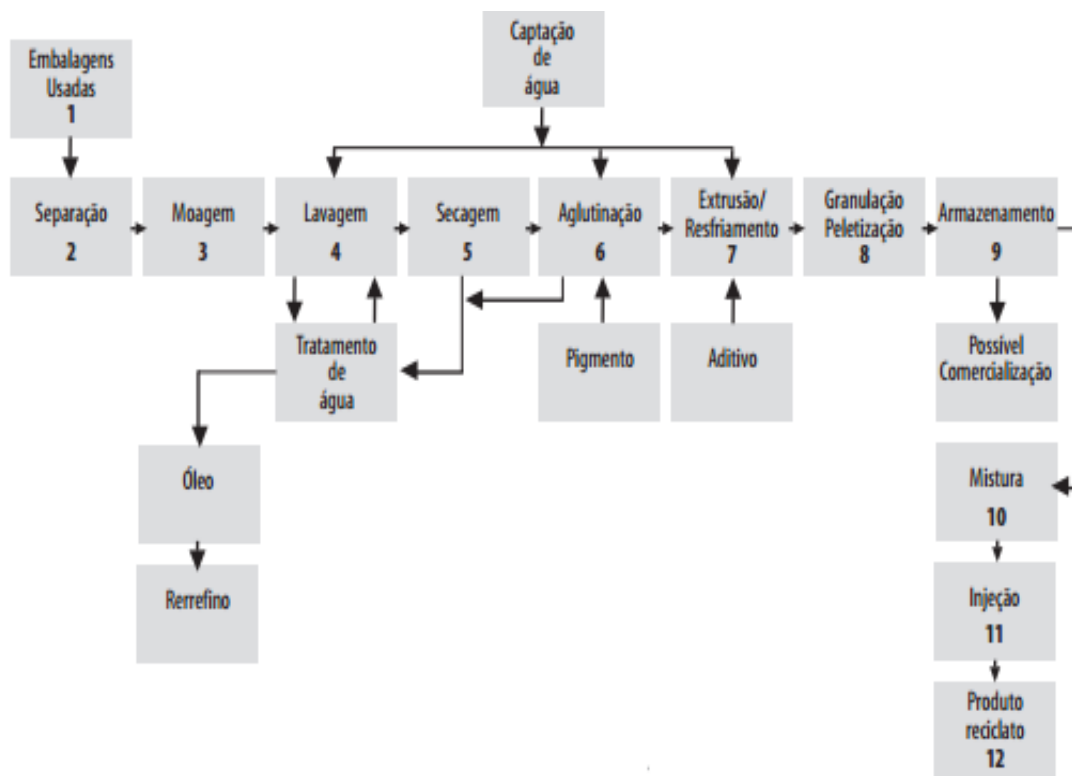 Captação
de
água
Embalagens
Usadas
1
Separação
2
Moagem
3
Lavagem
4
Secagem
5
Aglutinação
6
Extrusão/
Resfriamento
7
Granulação
Peletização
8
Armazenamento
9
Tratamento
de
água
Pigmento
Aditivo
Possível
Comercialização
Óleo
Rerrefino
Mistura
10
Injeção
11
Produto
reciclato
12